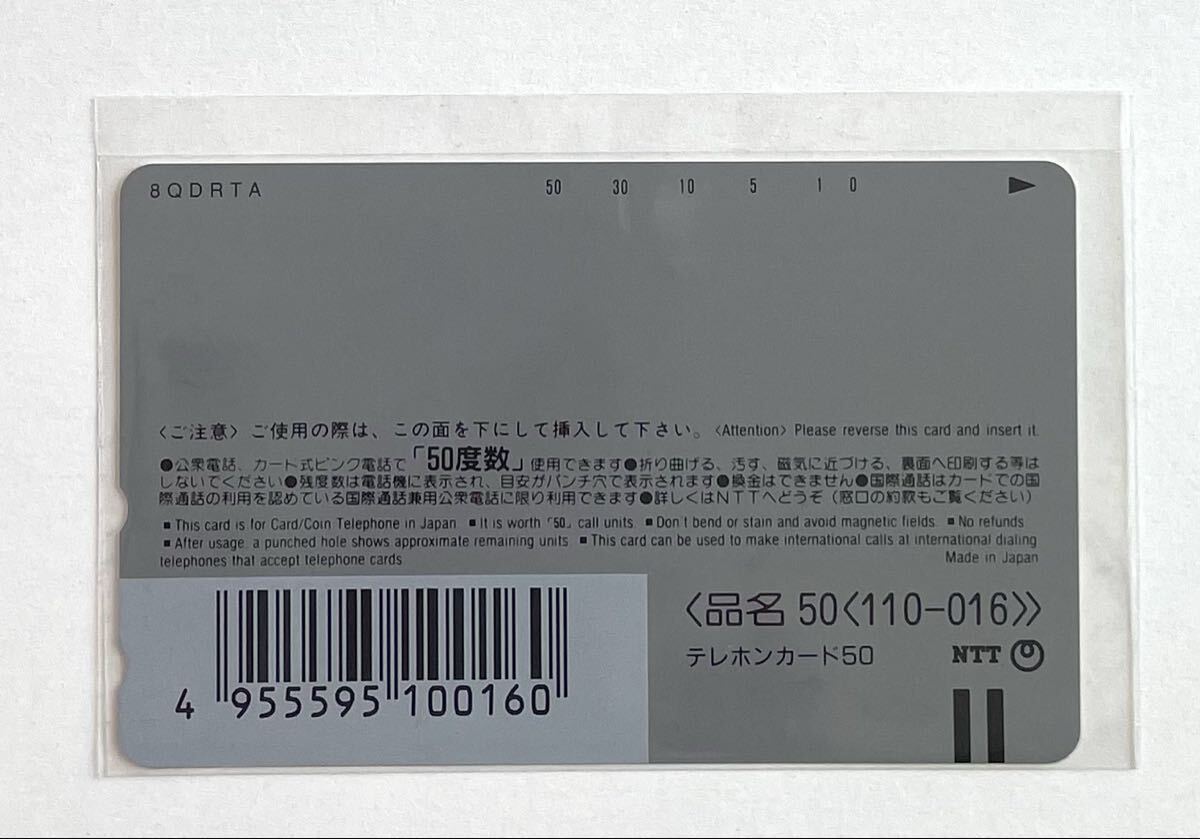 8QDRTA 50 30 10 5 1 0
〈ご注意〉ご使用の際は、この面を下にして挿入して下さい。〈Attention〉Please reverse this card and insert it.
●公衆電話、カード式ピンク電話で「50度数」使用できます●折り曲げる、汚す、磁気に近づける、裏面へ印刷する等は
しないでください●残度数は電話機に表示され、目安がパンチ穴で表示されます●換金はできません●国際通話はカードでの国
際通話の利用を認めている国際通話兼用公衆電話に限り利用できます●詳しくはNTTへどうぞ（窓口の約款もご覧ください）
■This card is for Card/Coin Telephone in Japan. ■It is worth「50」call units. ■Don't bend or stain and avoid magnetic fields. ■No refunds.
■After usage, a punched hole shows approximate remaining units. ■This card can be used to make international calls at international dialing
telephones that accept telephone cards. Made in Japan
〈品名 50〈110-016〉〉
テレホンカード50 NTT
4 955595 100160